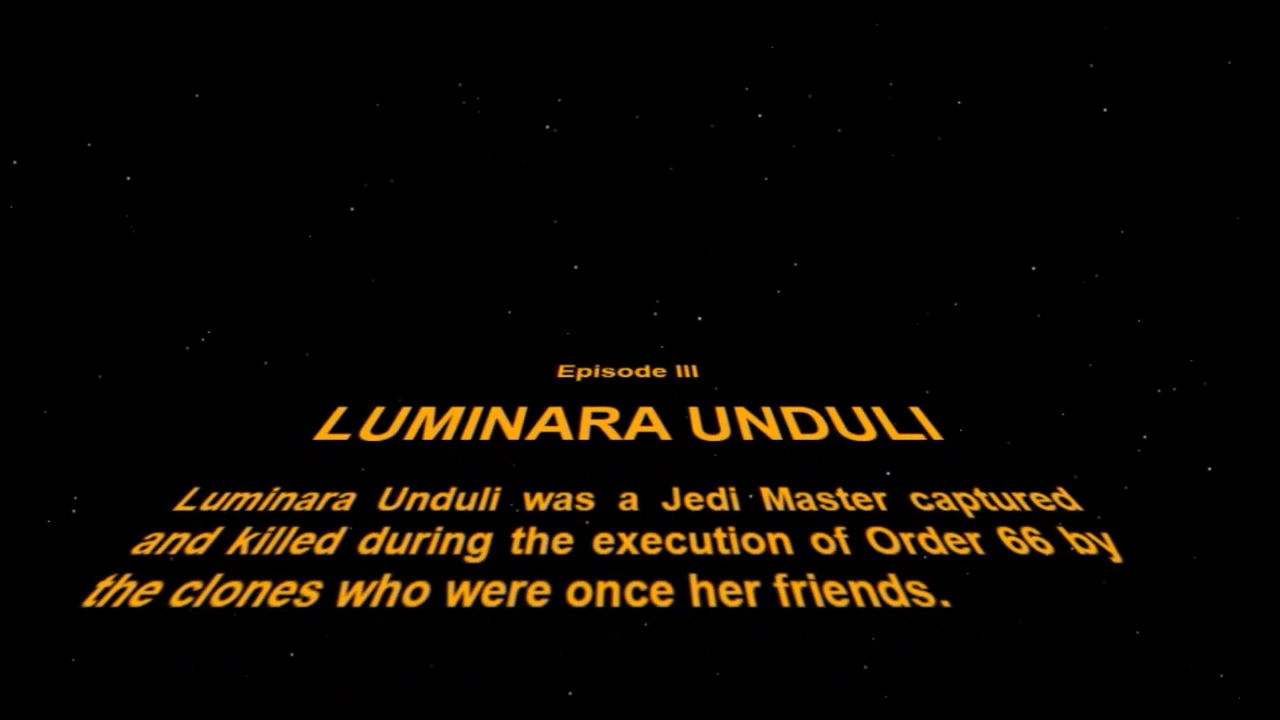 Episode III
LUMINARA UNDULI
Luminara Unduli was a Jedi Master captured
and killed during the execution of Order 66 by
the clones who were once her friends.